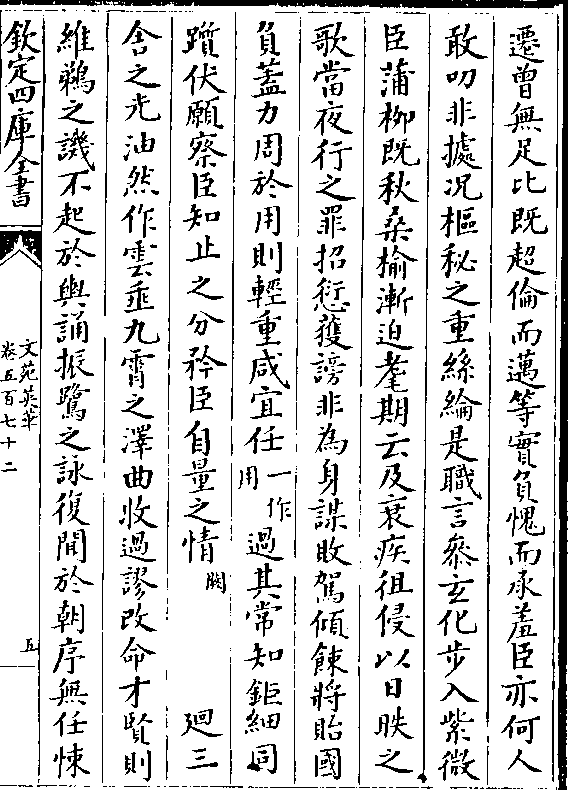 遷曾無足比既超倫而邁等實負愧而承羞臣亦何人
敢叨非據况樞秘之重絲綸是職言叅玄化步入紫微
臣蒲柳既秋桑榆漸迫耄期云及衰疾徂侵以日昳之
歌當夜行之罪招愆獲謗非為身謀敗駕傾餗將貽國
負蓋力周於用則輕重咸宜任一作用過其常知鉅細同
躓伏願察臣知止之分矜臣自量之情闕 廻三
舍之光油然作雲垂九霄之澤曲收過謬改命才賢則
維鵜之譏不起於輿誦振鷺之詠復聞於朝序無任悚
欽定四庫全書
文苑英華
卷五百七十二
五